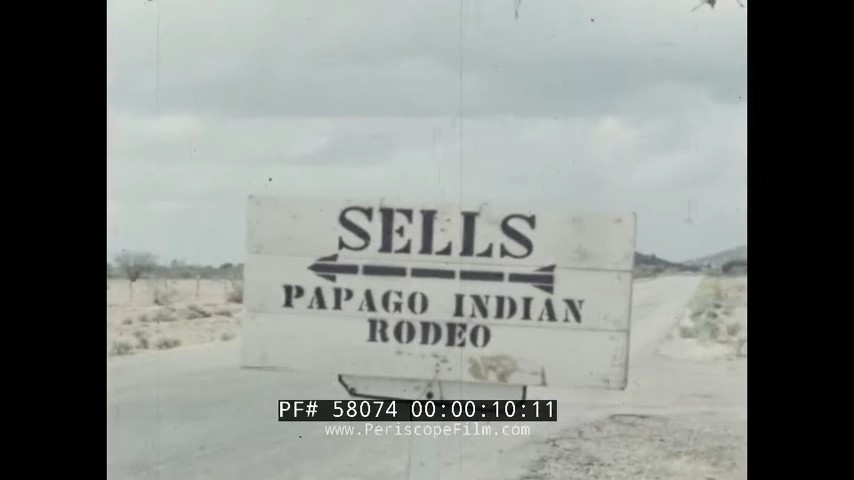 SELLS
PAPAGO INDIAN
RODEO
PF# 58074 00:00:10:11
www.PeriscopeFilm.com